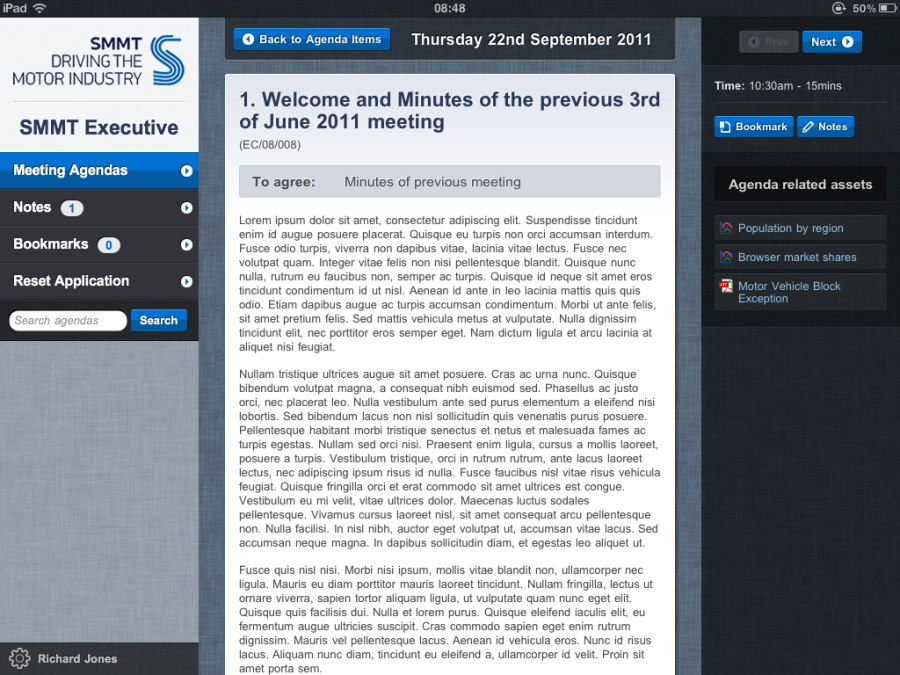 iPad
08:48
50%
SMMT
DRIVING THE
MOTOR INDUSTRY
SMMT Executive
Meeting Agendas
Notes 1
Bookmarks 0
Reset Application
Search agendas Search
Richard Jones
Back to Agenda Items
Thursday 22nd September 2011
1. Welcome and Minutes of the previous 3rd
of June 2011 meeting
(EC/08/008)
To agree: Minutes of previous meeting
Lorem ipsum dolor sit amet, consectetur adipiscing elit. Suspendisse tincidunt
enim id augue posuere placerat. Quisque eu turpis non orci accumsan interdum.
Fusce odio turpis, viverra non dapibus vitae, lacinia vitae lectus. Fusce nec
volutpat quam. Integer vitae felis non nisi pellentesque blandit. Quisque nunc
nulla, rutrum eu faucibus non, semper ac turpis. Quisque id neque sit amet eros
tincidunt condimentum id ut nisl. Aenean id ante in leo lacinia mattis quis quis
odio. Etiam dapibus augue ac turpis accumsan condimentum. Morbi ut ante felis,
sit amet pretium felis. Sed mattis vehicula metus at vulputate. Nulla dignissim
tincidunt elit, nec porttitor eros semper eget. Nam dictum ligula et arcu lacinia at
aliquet nisi feugiat.
Nullam tristique ultrices augue sit amet posuere. Cras ac urna nunc. Quisque
bibendum volutpat magna, a consequat nibh euismod sed. Phasellus ac justo
orci, nec placerat leo. Nulla vestibulum ante sed purus elementum a eleifend nisi
lobortis. Sed bibendum lacus non nisl sollicitudin quis venenatis purus posuere.
Pellentesque habitant morbi tristique senectus et netus et malesuada fames ac
turpis egestas. Nullam sed orci nisi. Praesent enim ligula, cursus a mollis laoreet,
posuere a turpis. Vestibulum tristique, orci in rutrum rutrum, ante lacus laoreet
lectus, nec adipiscing ipsum risus id nulla. Fusce faucibus nisl vitae risus vehicula
feugiat. Quisque fringilla orci et erat commodo sit amet ultrices est congue.
Vestibulum eu mi velit, vitae ultrices dolor. Maecenas luctus sodales
pellentesque. Vivamus cursus laoreet nisl, sit amet consequat arcu pellentesque
non. Nulla facilisi. In nisl nibh, auctor eget volutpat ut, accumsan vitae lacus. Sed
accumsan neque magna. In dapibus sollicitudin diam, et egestas leo aliquet ut.
Fusce quis nisl nisi. Morbi nisi ipsum, mollis vitae blandit non, ullamcorper nec
ligula. Mauris eu diam porttitor mauris laoreet tincidunt. Nullam fringilla, lectus ut
ornare viverra, sapien tortor aliquam ligula, ut vulputate quam nunc eget elit.
Quisque quis facilisis dui. Nulla et lorem purus. Quisque eleifend iaculis elit, eu
fermentum augue ultricies suscipit. Cras commodo sapien eget enim rutrum
dignissim. Mauris vel pellentesque lacus. Aenean id vehicula eros. Nunc id risus
lacus. Aliquam nunc diam, tincidunt eu eleifend a, ullamcorper id velit. Proin sit
amet porta sem.
Prev Next
Time: 10:30am - 15mins
Bookmark Notes
Agenda related assets
Population by region
Browser market shares
Motor Vehicle Block
Exception